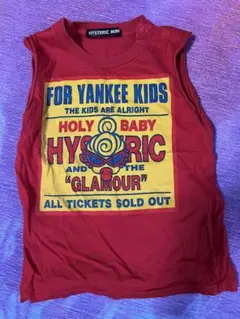 HYSTERIC MINI
FOR YANKEE KIDS
THE KIDS ARE ALRIGHT
HOLY BABY
HYSTERIC
AND THE
"GLAMOUR"
ALL TICKETS SOLD OUT